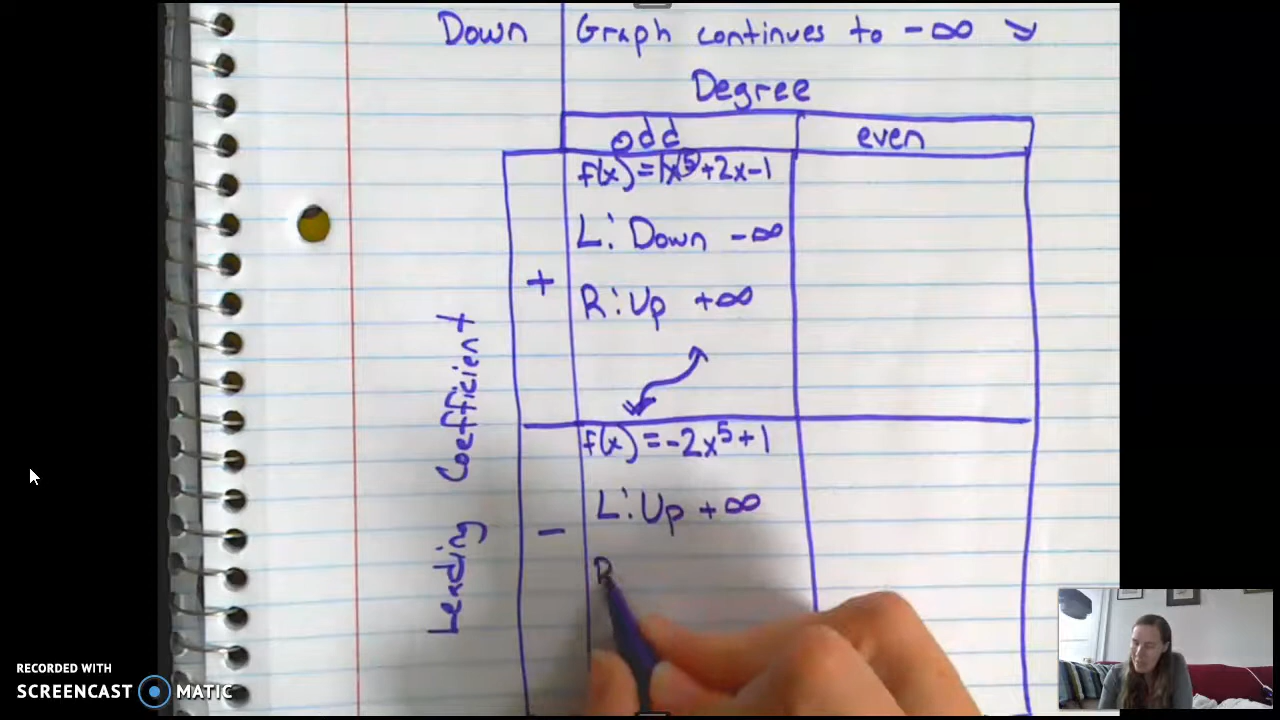 Down Graph continues to -∞ ↘
Degree
odd even
f(x) = 1x⁵ + 2x - 1
L: Down -∞
R: Up +∞
+
Leading Coefficient
f(x) = -2x⁵ + 1
L: Up + ∞
-
R
RECORDED WITH
SCREENCAST MATIC